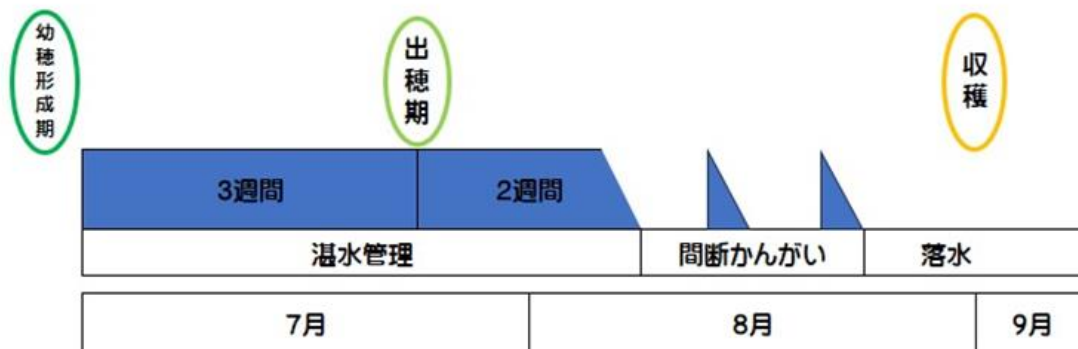 幼穂形成期
出穂期
収穫
3週間
2週間
湛水管理
間断かんがい
落水
7月
8月
9月